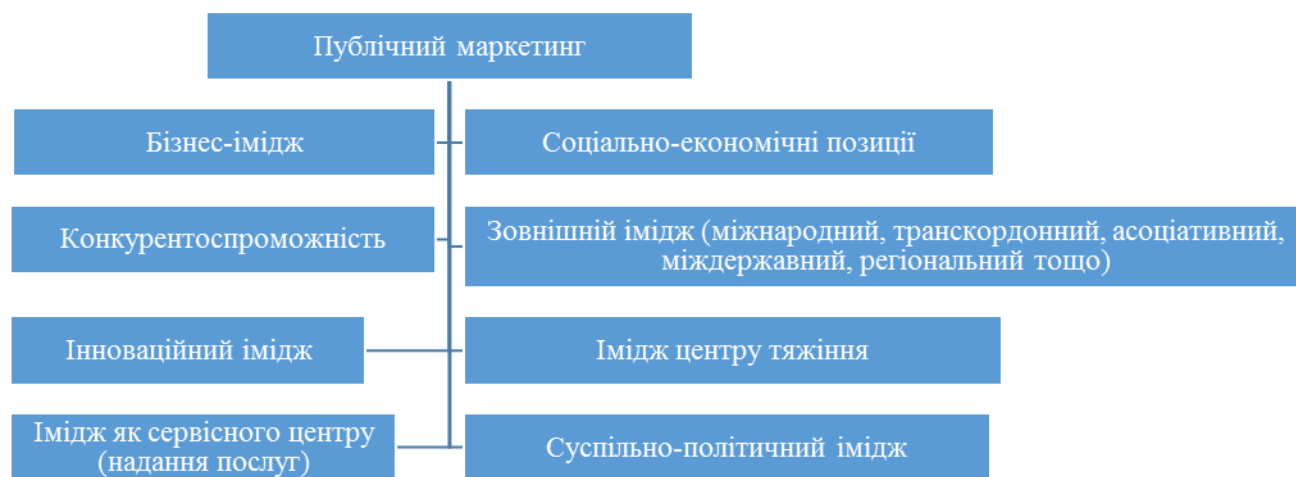 Публічний маркетинг
Бізнес-імідж
Соціально-економічні позиції
Конкурентоспроможність
Зовнішній імідж (міжнародний, транскордонний, асоціативний,
міждержавний, регіональний тощо)
Інноваційний імідж
Імідж центру тяжіння
Імідж як сервісного центру
(надання послуг)
Суспільно-політичний імідж